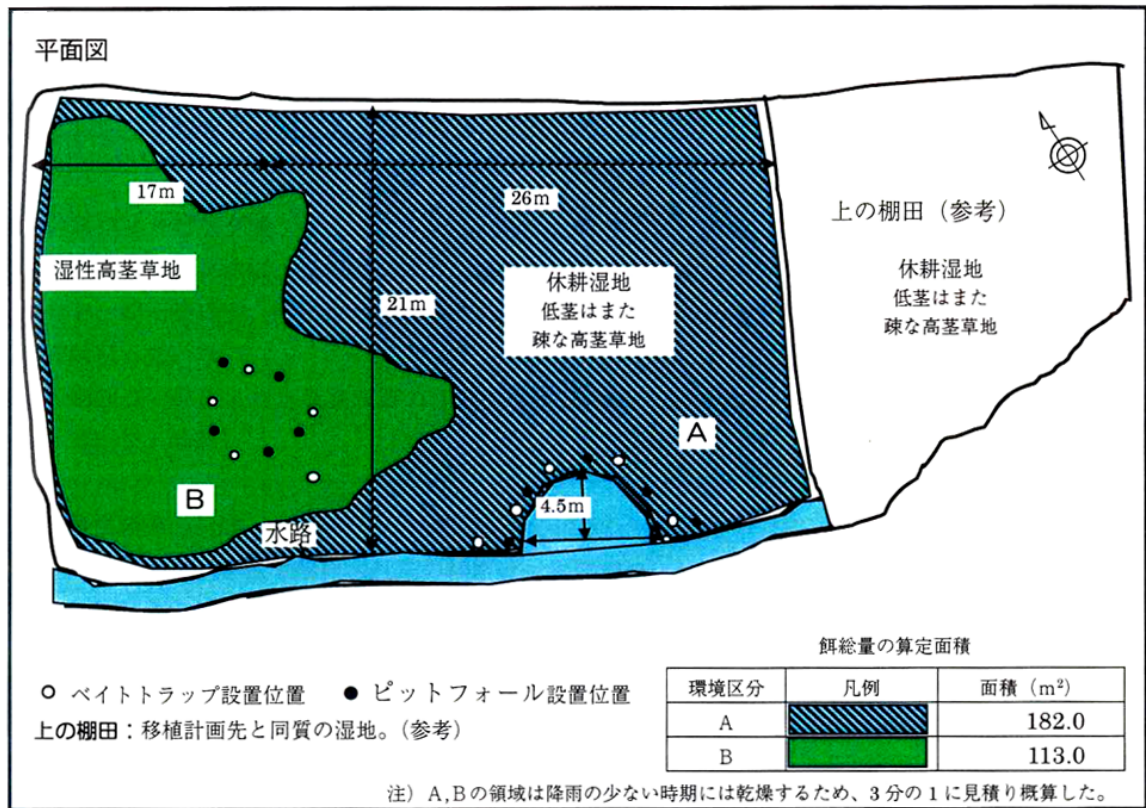 平面図
17m
26m
上の棚田（参考）
湿性高茎草地
休耕湿地
低茎はまた
疎な高茎草地
休耕湿地
低茎はまた
疎な高茎草地
21m
A
B
4.5m
水路
餌総量の算定面積
環境区分 凡例 面積（m²）
A 182.0
B 113.0
○ ベイトトラップ設置位置 ● ピットフォール設置位置
上の棚田：移植計画先と同質の湿地。（参考）
注）A,Bの領域は降雨の少ない時期には乾燥するため、3分の1に見積り概算した。